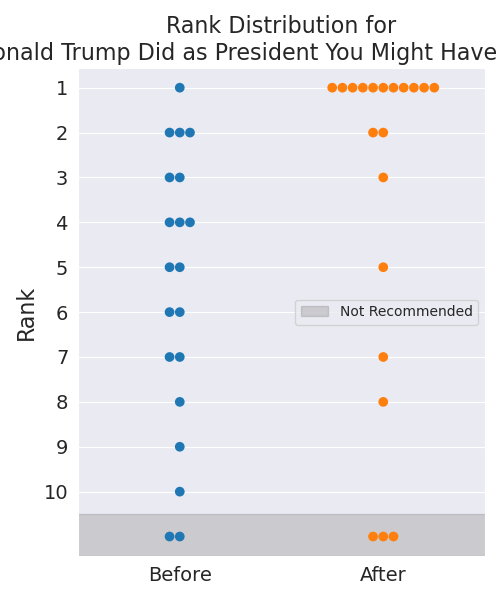 Rank Distribution for
onald Trump Did as President You Might Have
1
2
3
4
5
6
7
8
9
10
Rank
Not Recommended
Before
After